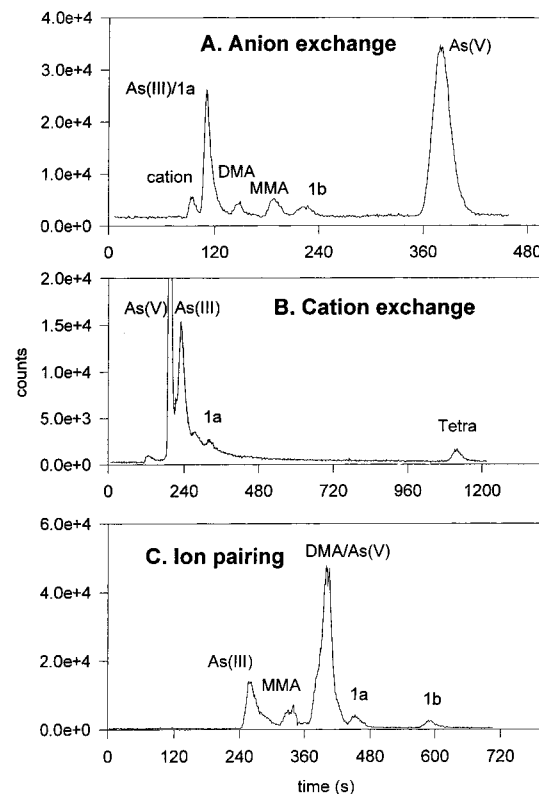 A. Anion exchange
As(V)
As(III)/1a
cation
DMA
MMA
1b
4.0e+4
3.0e+4
2.0e+4
1.0e+4
0.0e+0
0 120 240 360 480
B. Cation exchange
As(V) As(III)
1a
Tetra
2.0e+4
1.5e+4
1.0e+4
5.0e+3
0.0e+0
0 240 480 720 960 1200
counts
C. Ion pairing
DMA/As(V)
As(III)
MMA
1a
1b
6.0e+4
4.0e+4
2.0e+4
0.0e+0
0 120 240 360 480 600 720
time (s)